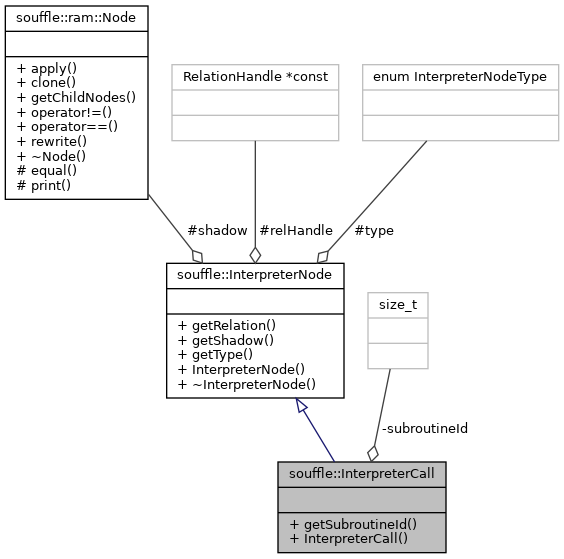 souffle::ram::Node
+ apply()
+ clone()
+ getChildNodes()
+ operator!=()
+ operator==()
+ rewrite()
+ ~Node()
# equal()
# print()
RelationHandle *const
enum InterpreterNodeType
#shadow
#relHandle
#type
souffle::InterpreterNode
+ getRelation()
+ getShadow()
+ getType()
+ InterpreterNode()
+ ~InterpreterNode()
size_t
-subroutineId
souffle::InterpreterCall
+ getSubroutineId()
+ InterpreterCall()